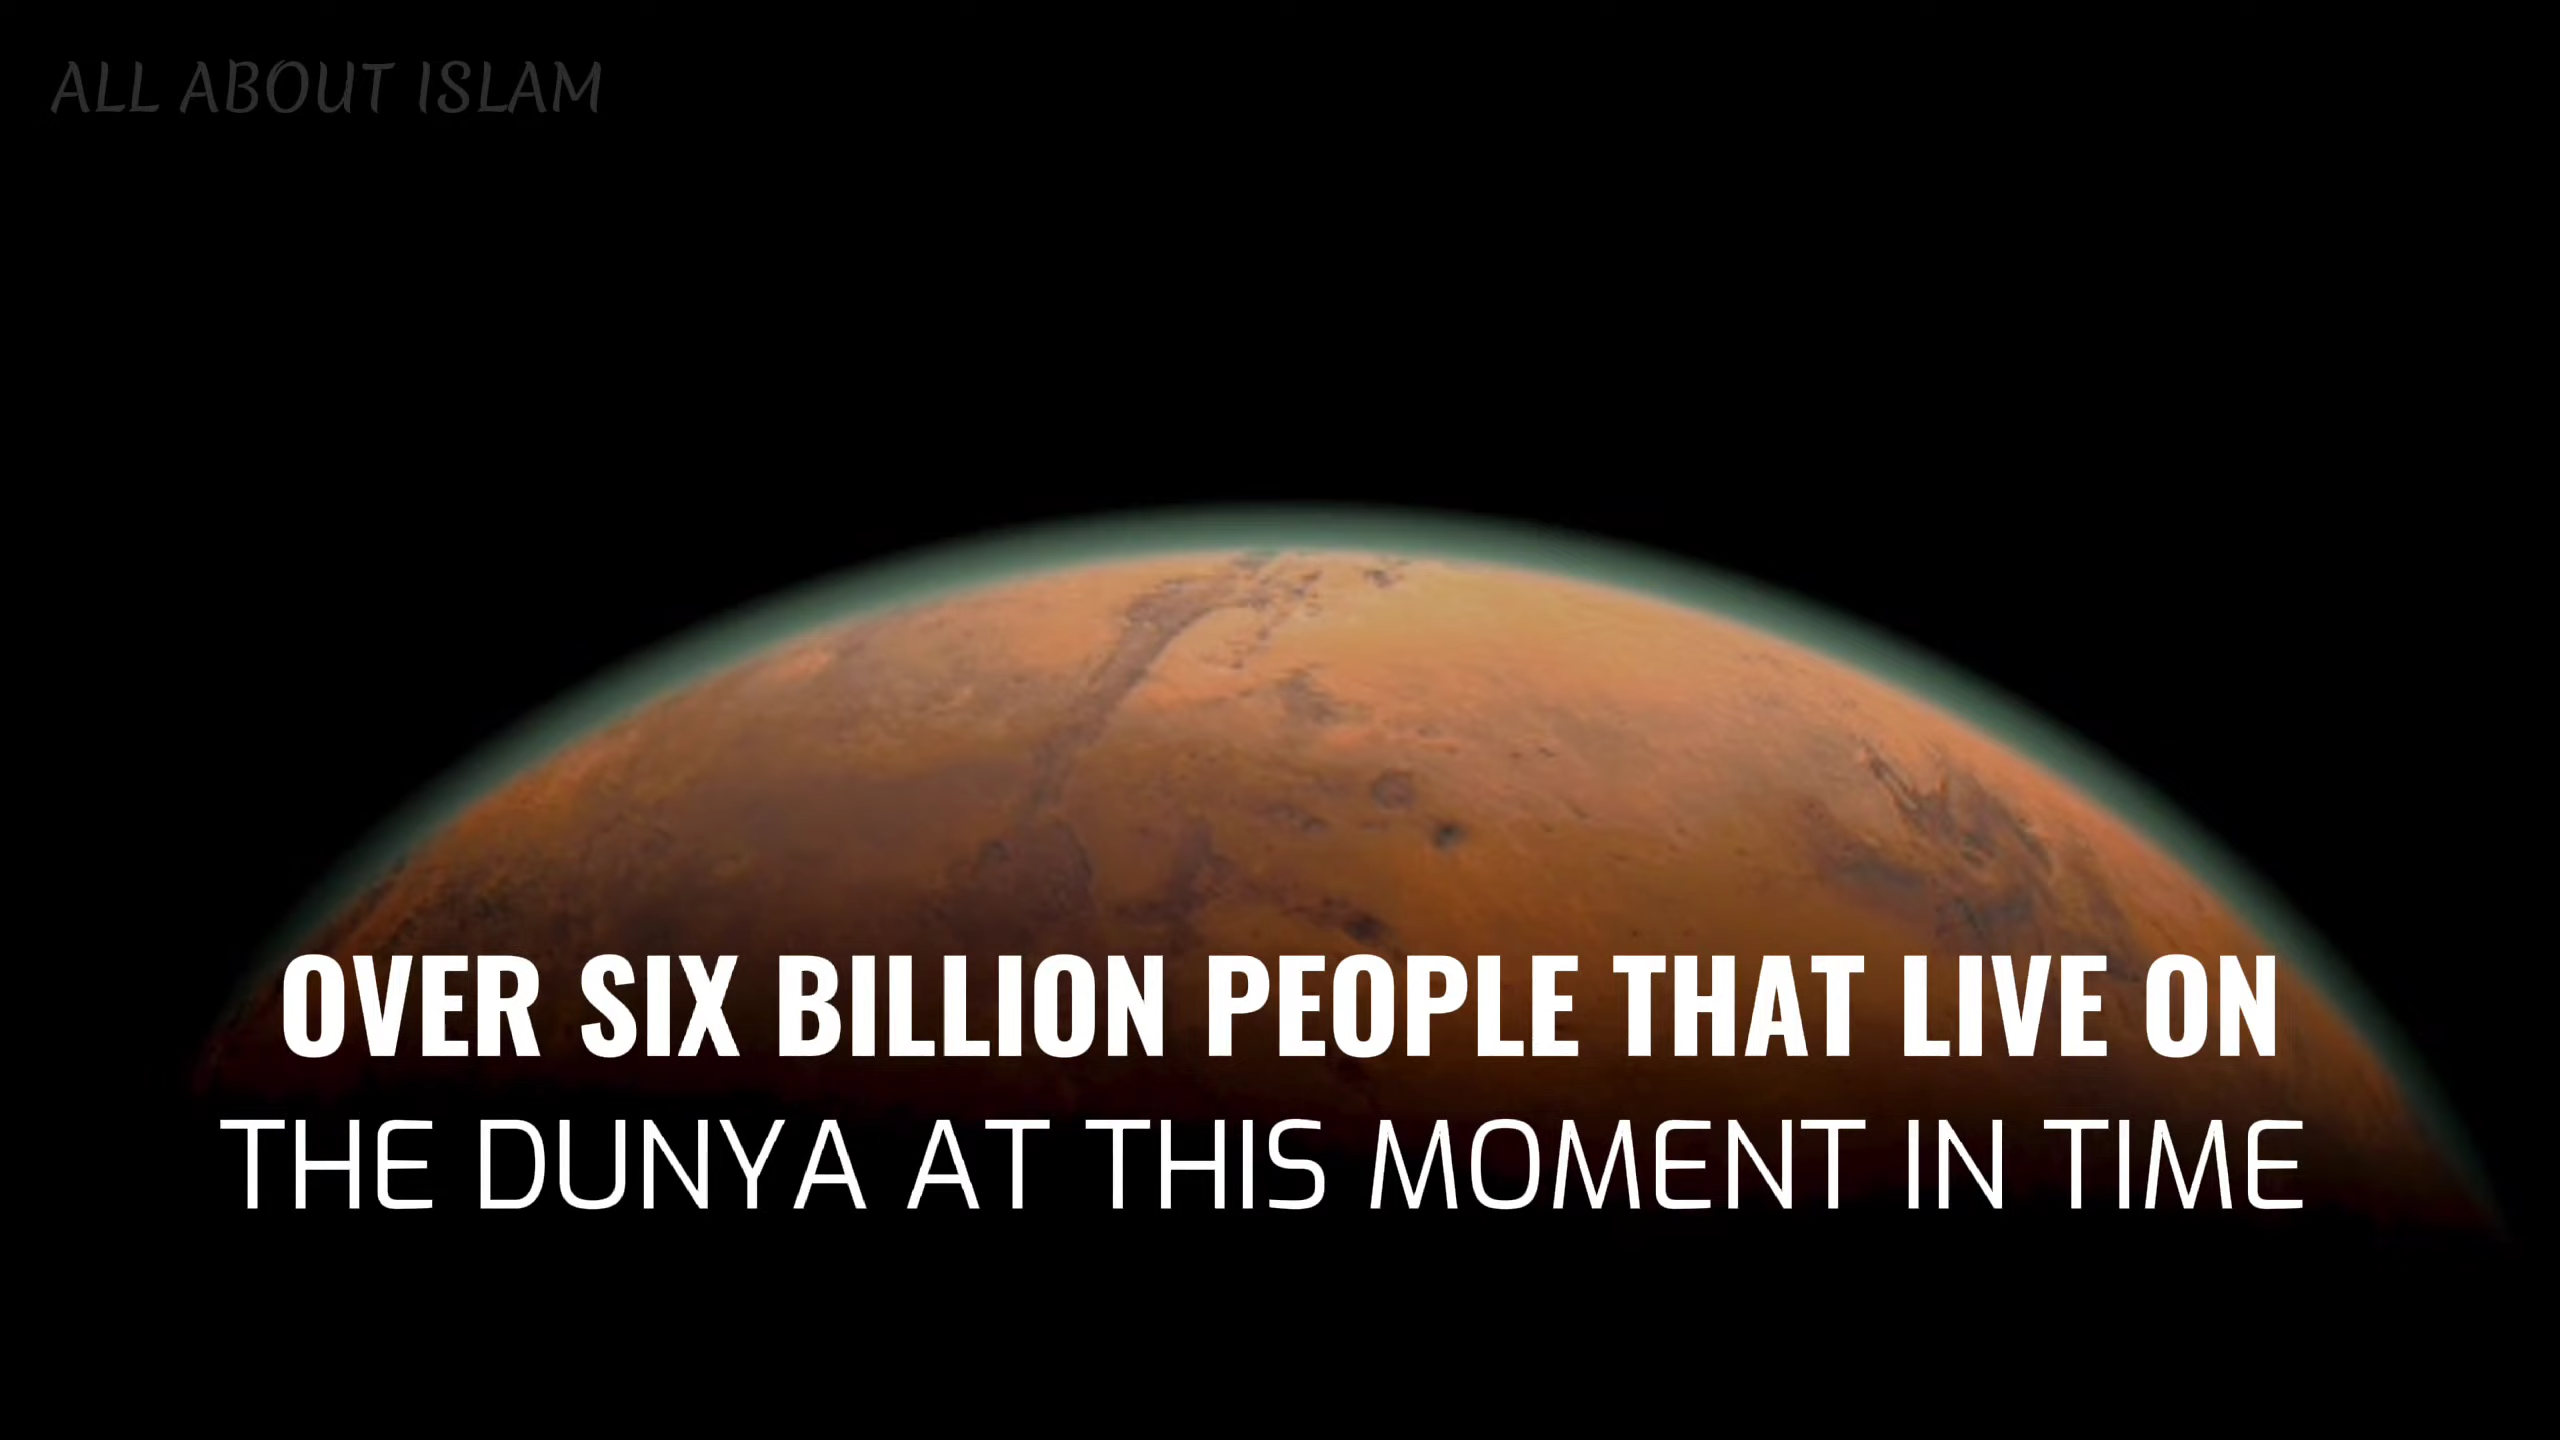 ALL ABOUT ISLAM
OVER SIX BILLION PEOPLE THAT LIVE ON
THE DUNYA AT THIS MOMENT IN TIME